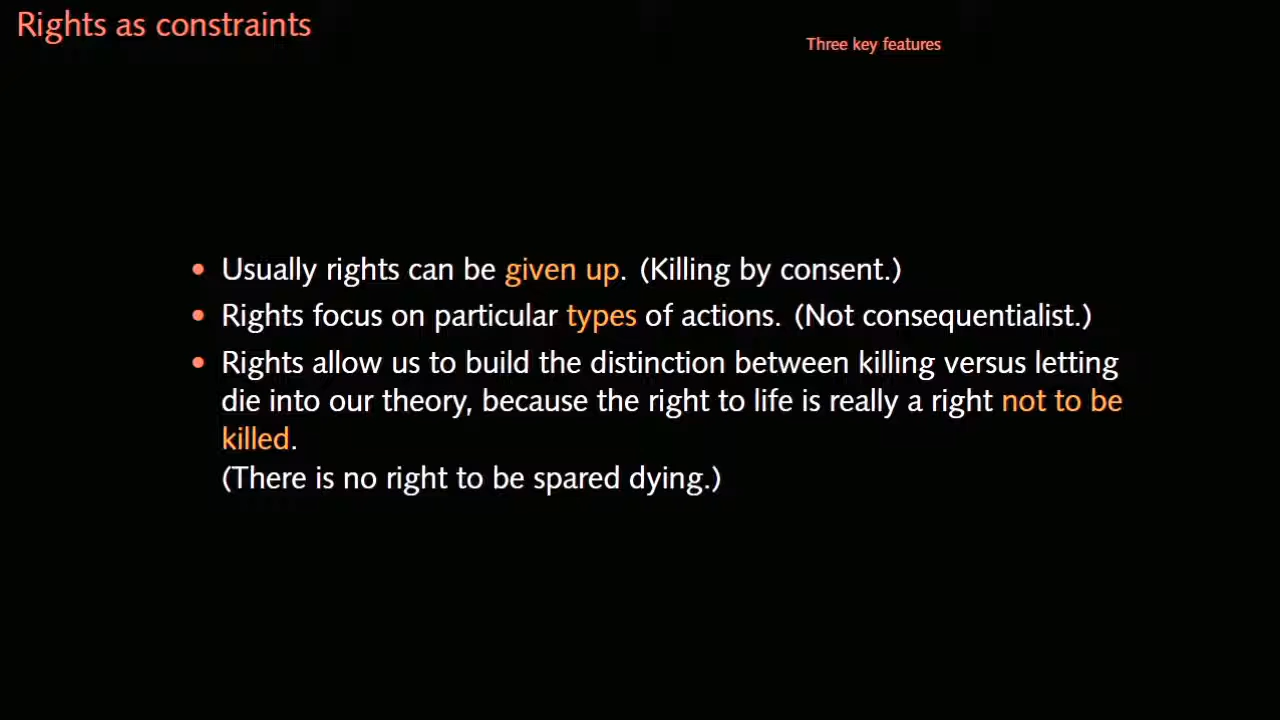 Rights as constraints
Three key features
• Usually rights can be given up. (Killing by consent.)
• Rights focus on particular types of actions. (Not consequentialist.)
• Rights allow us to build the distinction between killing versus letting
die into our theory, because the right to life is really a right not to be
killed.
(There is no right to be spared dying.)